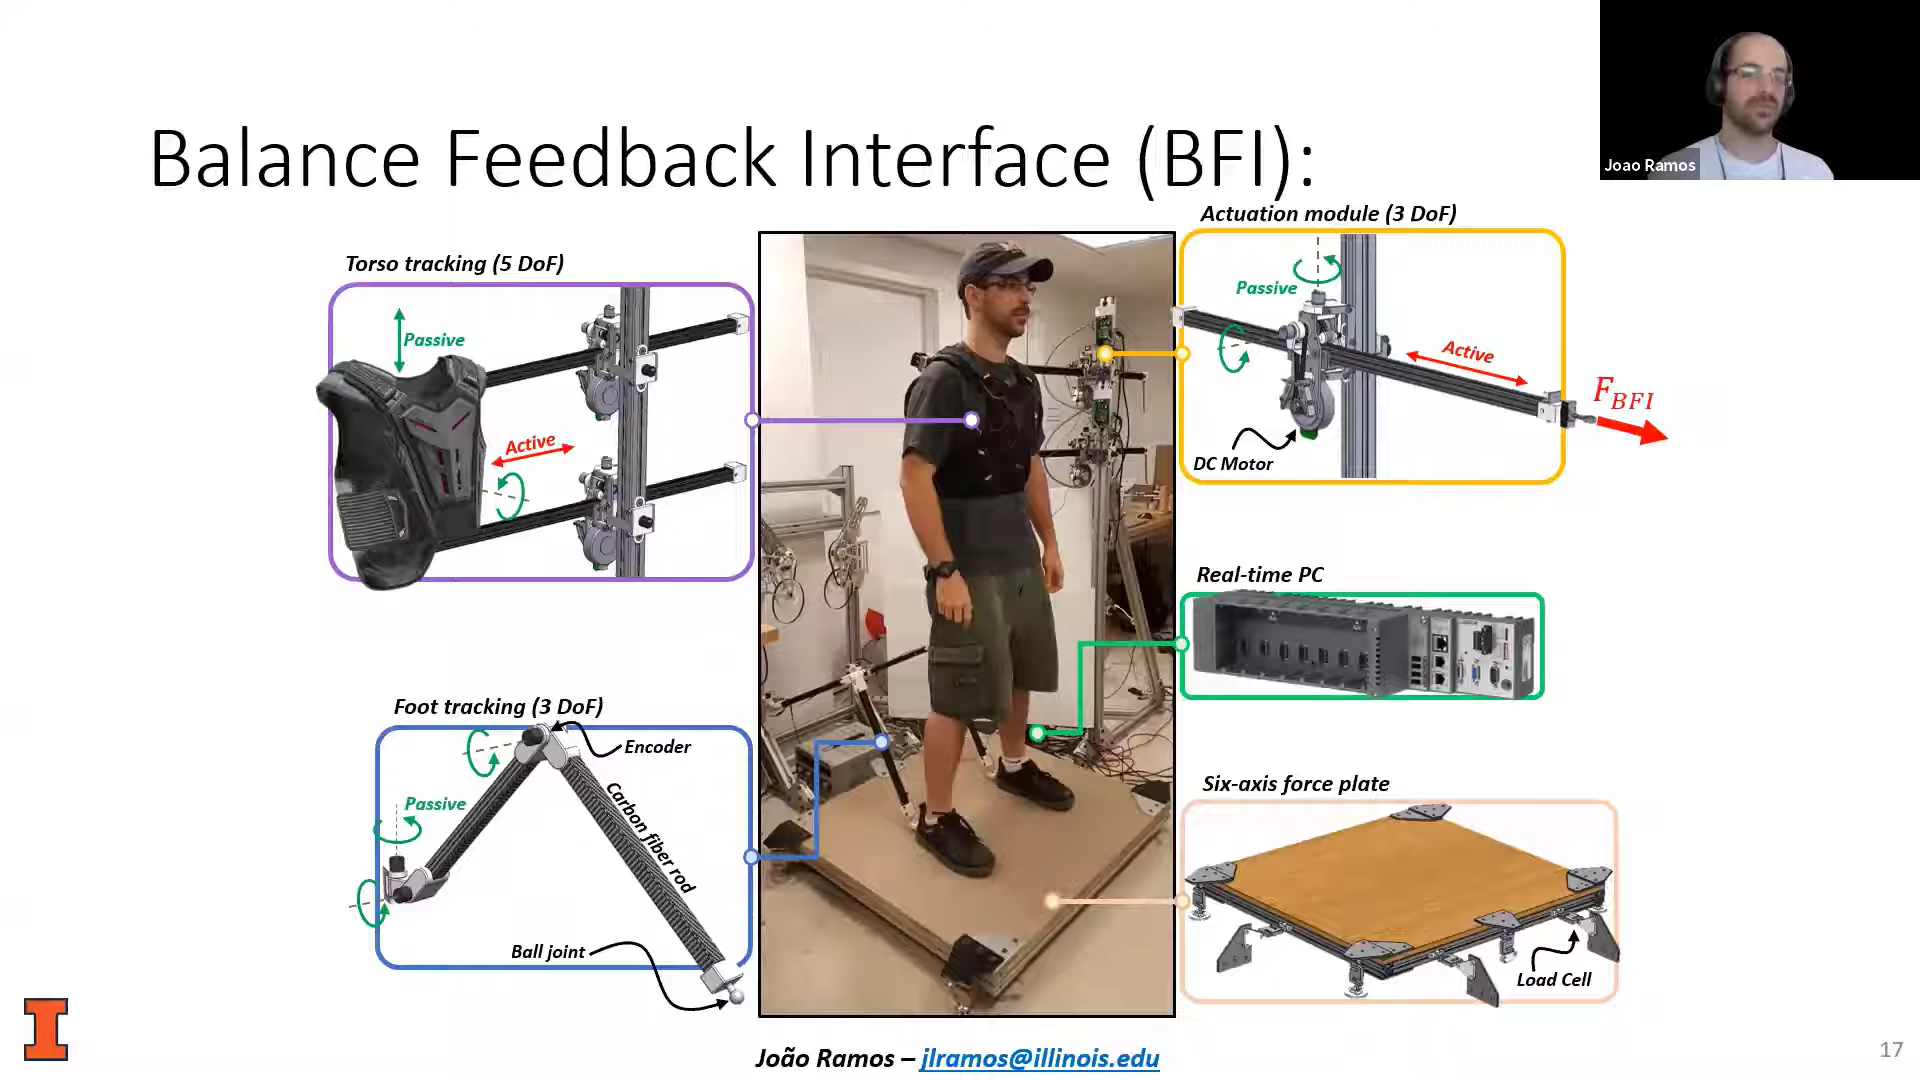 Balance Feedback Interface (BFI):
Joao Ramos
Torso tracking (5 DoF)
Passive
Active
Actuation module (3 DoF)
Passive
Active
F_BFI
DC Motor
Real-time PC
Foot tracking (3 DoF)
Encoder
Passive
Carbon fiber rod
Ball joint
Six-axis force plate
Load Cell
João Ramos – jlramos@illinois.edu
17